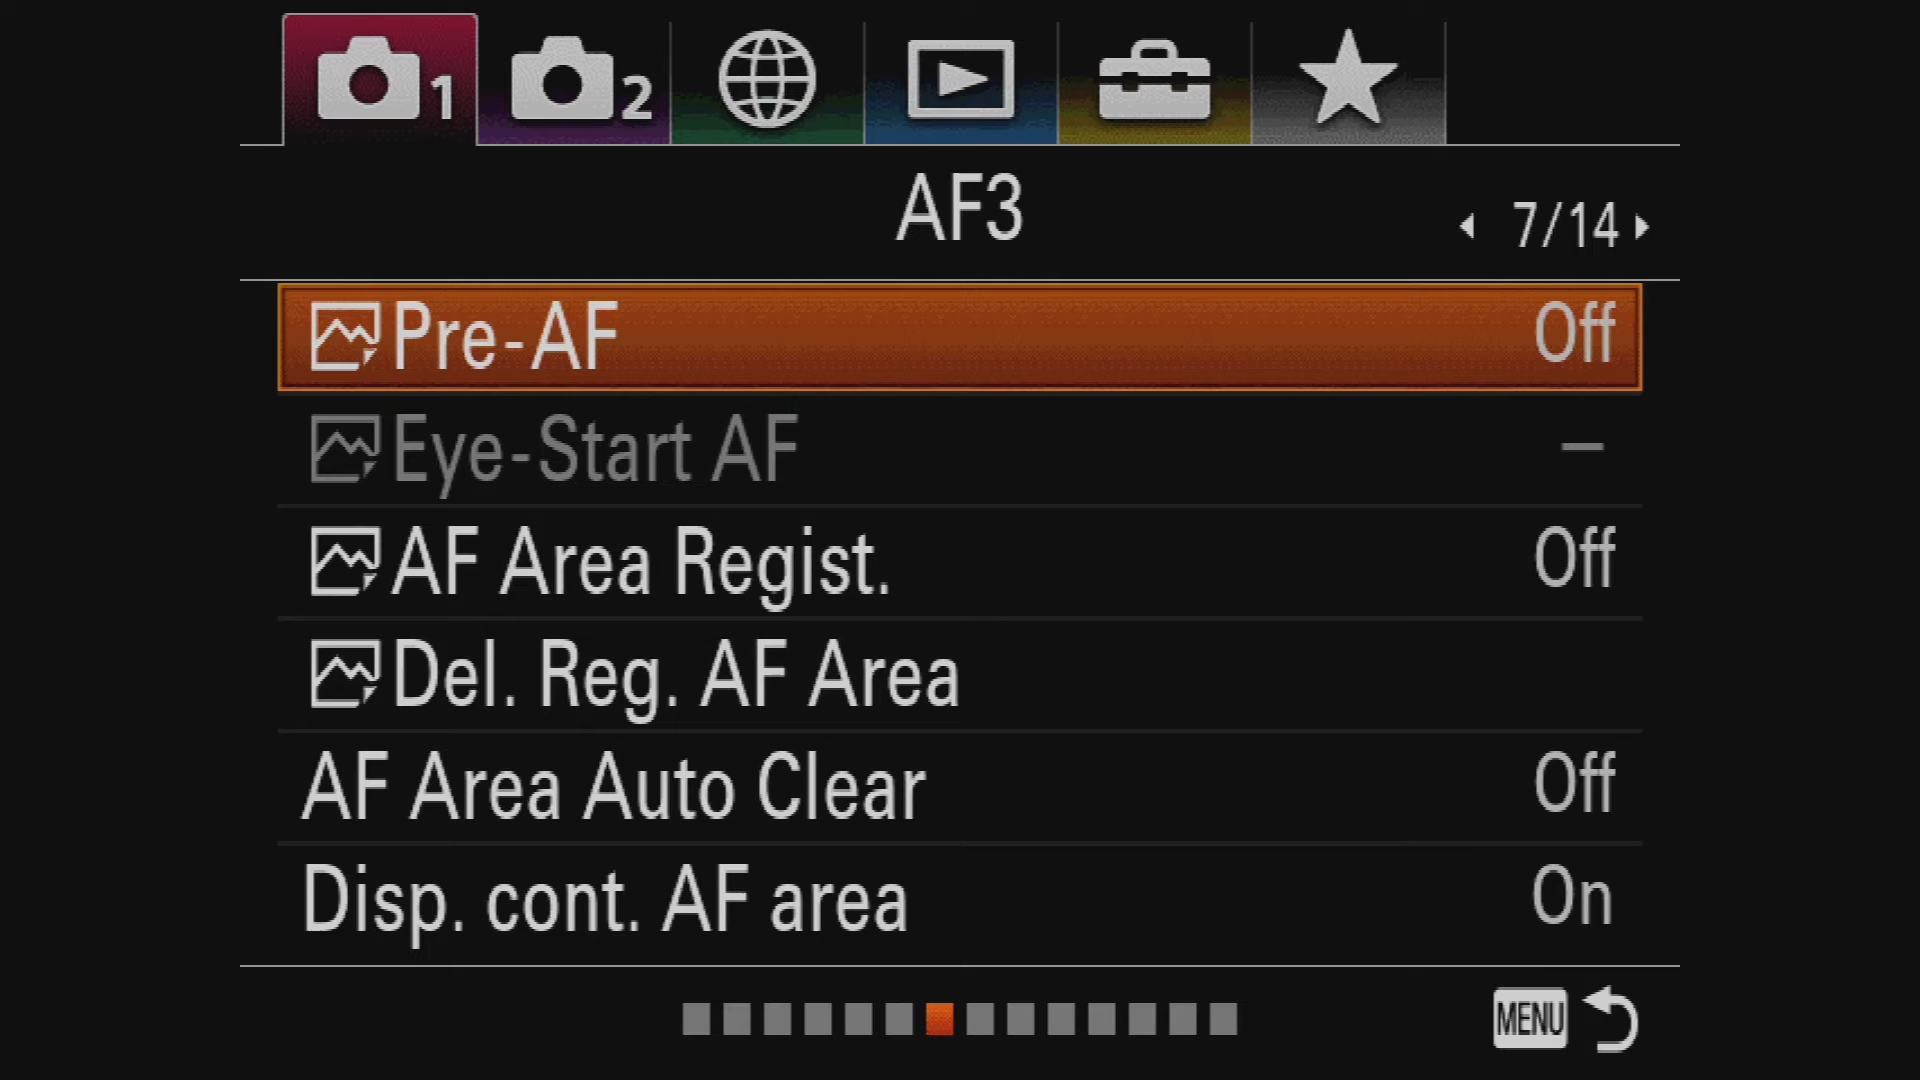 1 2
AF3
7/14
Pre-AF Off
Eye-Start AF –
AF Area Regist. Off
Del. Reg. AF Area
AF Area Auto Clear Off
Disp. cont. AF area On
MENU